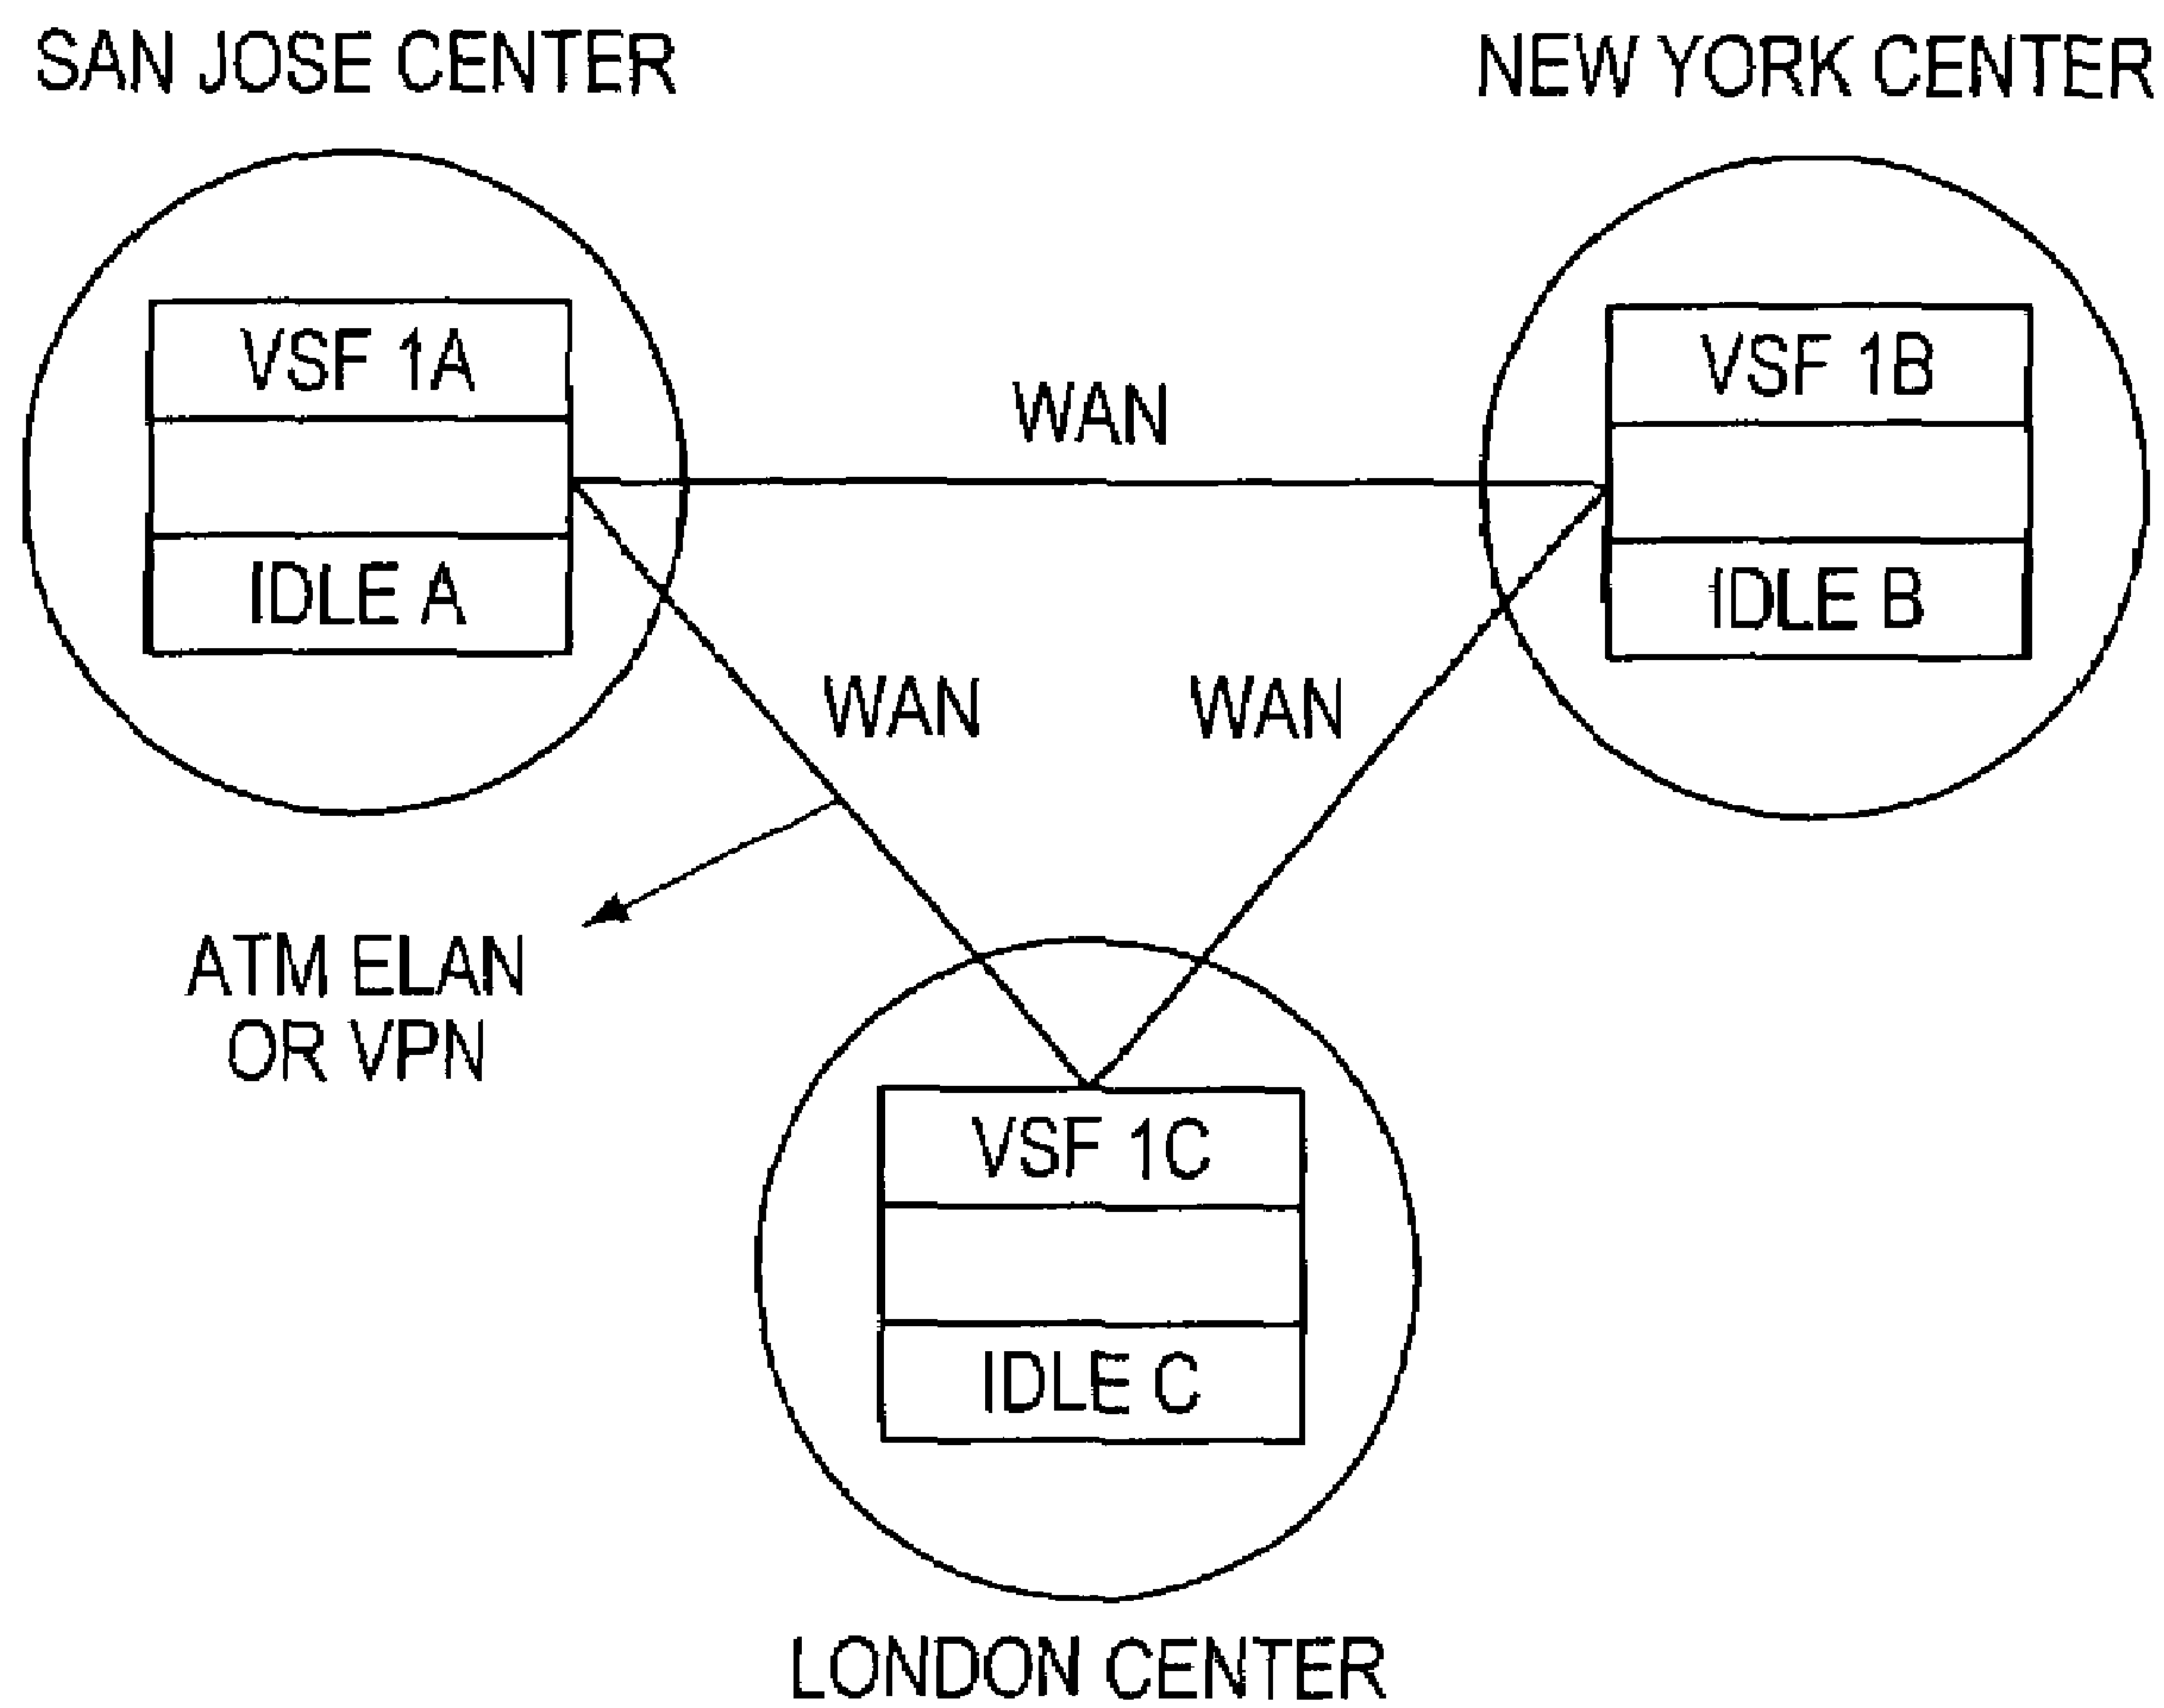 SAN JOSE CENTER
NEW YORK CENTER
VSF 1A
IDLE A
WAN
VSF 1B
IDLE B
WAN
WAN
ATM ELAN
OR VPN
VSF 1C
IDLE C
LONDON CENTER